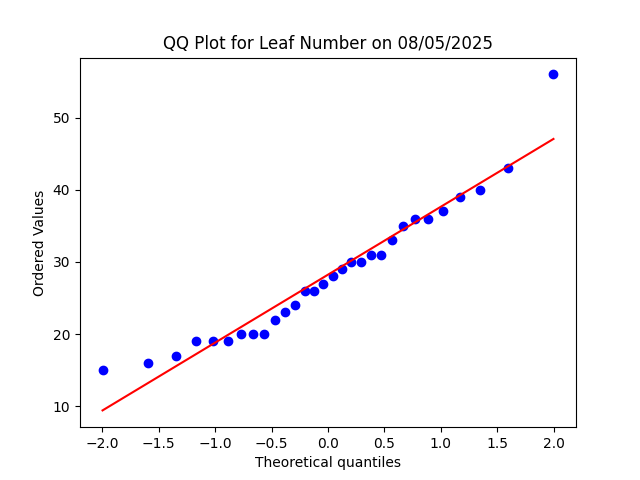 QQ Plot for Leaf Number on 08/05/2025
Ordered Values
50
40
30
20
10
−2.0 −1.5 −1.0 −0.5 0.0 0.5 1.0 1.5 2.0
Theoretical quantiles